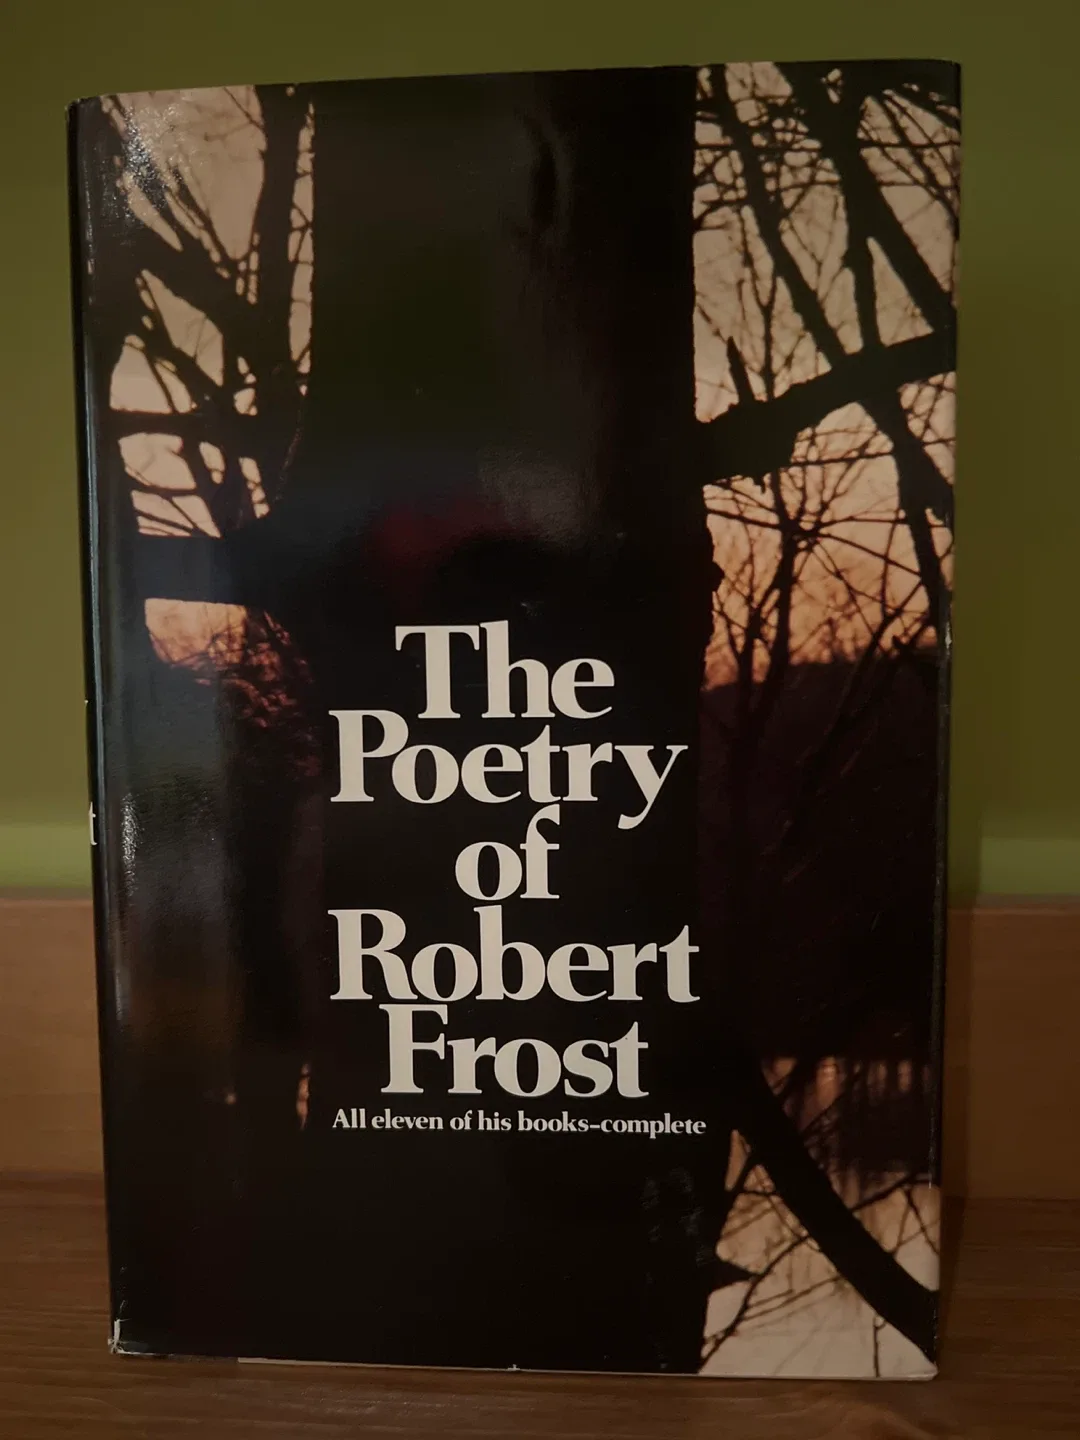 The
Poetry
of
Robert
Frost
All eleven of his books-complete
t